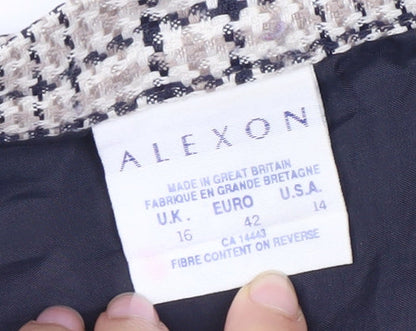 ALEXON
MADE IN GREAT BRITAIN
FABRIQUE EN GRANDE BRETAGNE
U.K. EURO U.S.A.
16 42 14
CA 14443
FIBRE CONTENT ON REVERSE